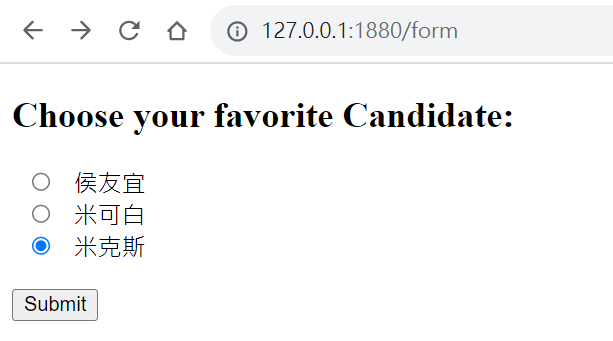 127.0.0.1:1880/form
Choose your favorite Candidate:
侯友宜
米可白
米克斯
Submit